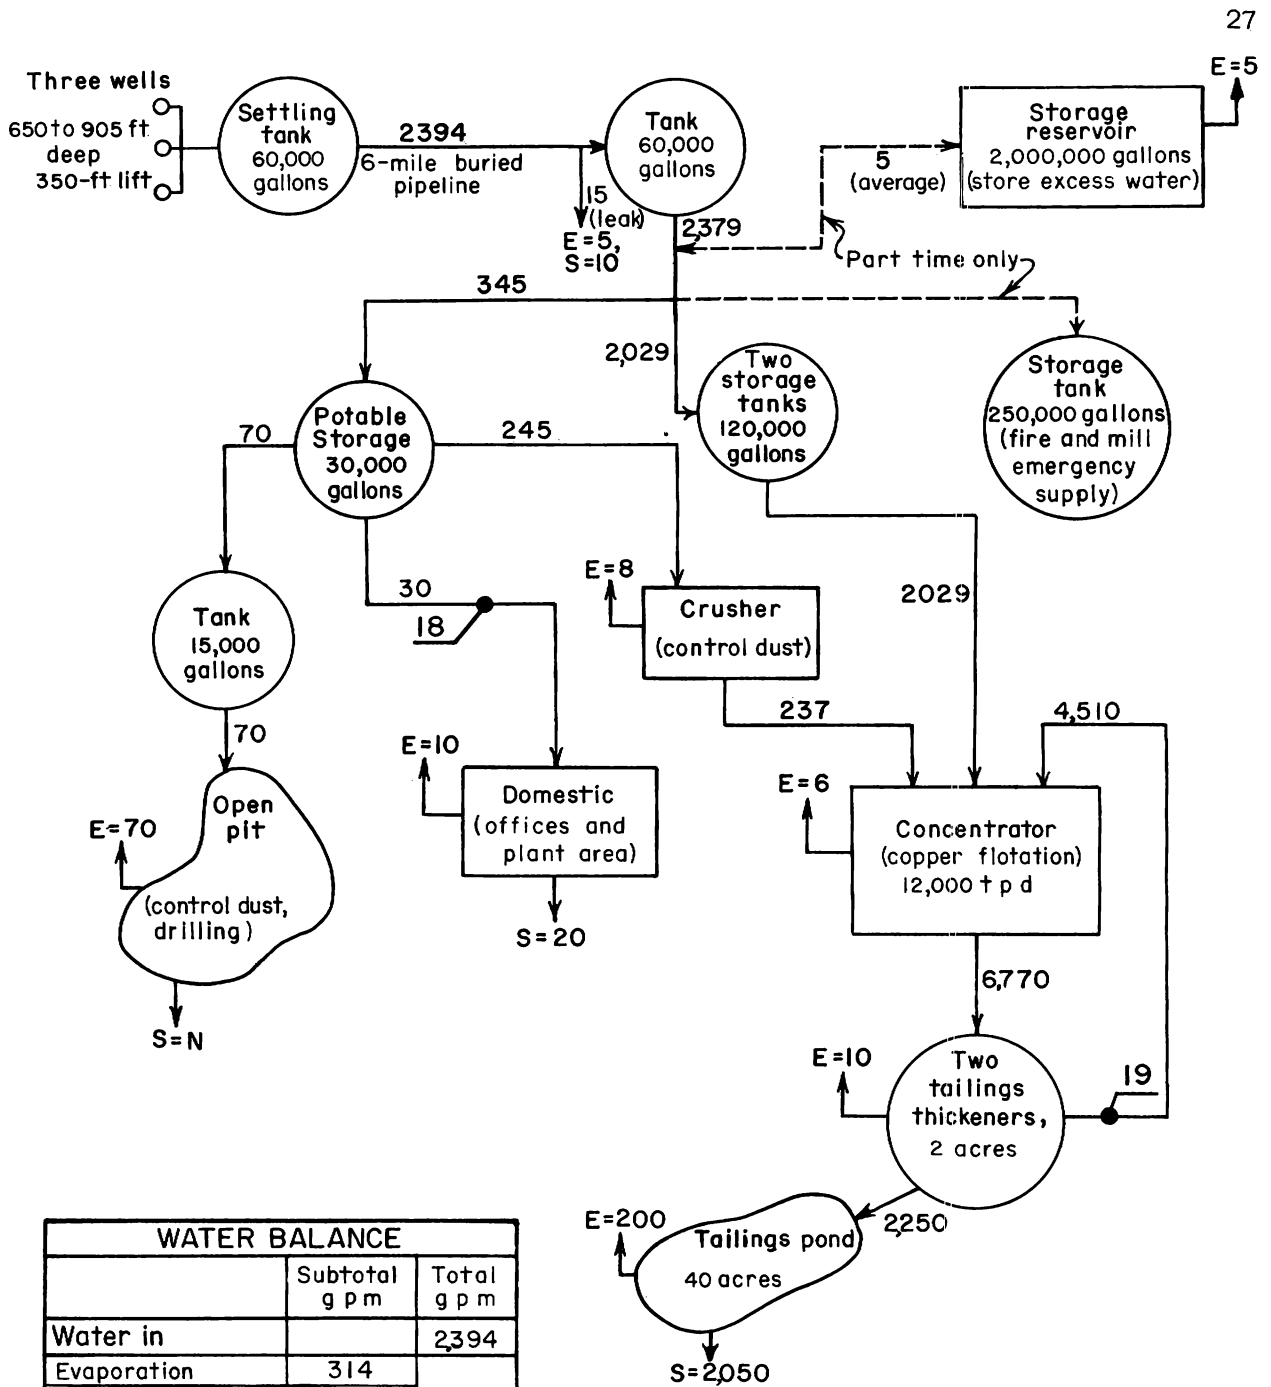 27
Three wells
650 to 905 ft
deep
350-ft lift
Settling
tank
60,000
gallons
2394
6-mile buried
pipeline
15
(leak)
E=5,
S=10
Tank
60,000
gallons
2,379
5
(average)
Storage
reservoir
2,000,000 gallons
(store excess water)
E=5
Part time only
345
2,029
Two
storage
tanks
120,000
gallons
Storage
tank
250,000 gallons
(fire and mill
emergency
supply)
Potable
Storage
30,000
gallons
70
245
30
18
Tank
15,000
gallons
70
E=8
Crusher
(control dust)
2029
237
4,510
E=10
Domestic
(offices and
plant area)
S=20
E=70
Open
pit
(control dust,
drilling)
S=N
E=6
Concentrator
(copper flotation)
12,000 tpd
6,770
E=10
Two
tailings
thickeners,
2 acres
19
2,250
E=200
Tailings pond
40 acres
S=2,050
WATER BALANCE
Subtotal Total
gpm gpm
Water in 2,394
Evaporation 314